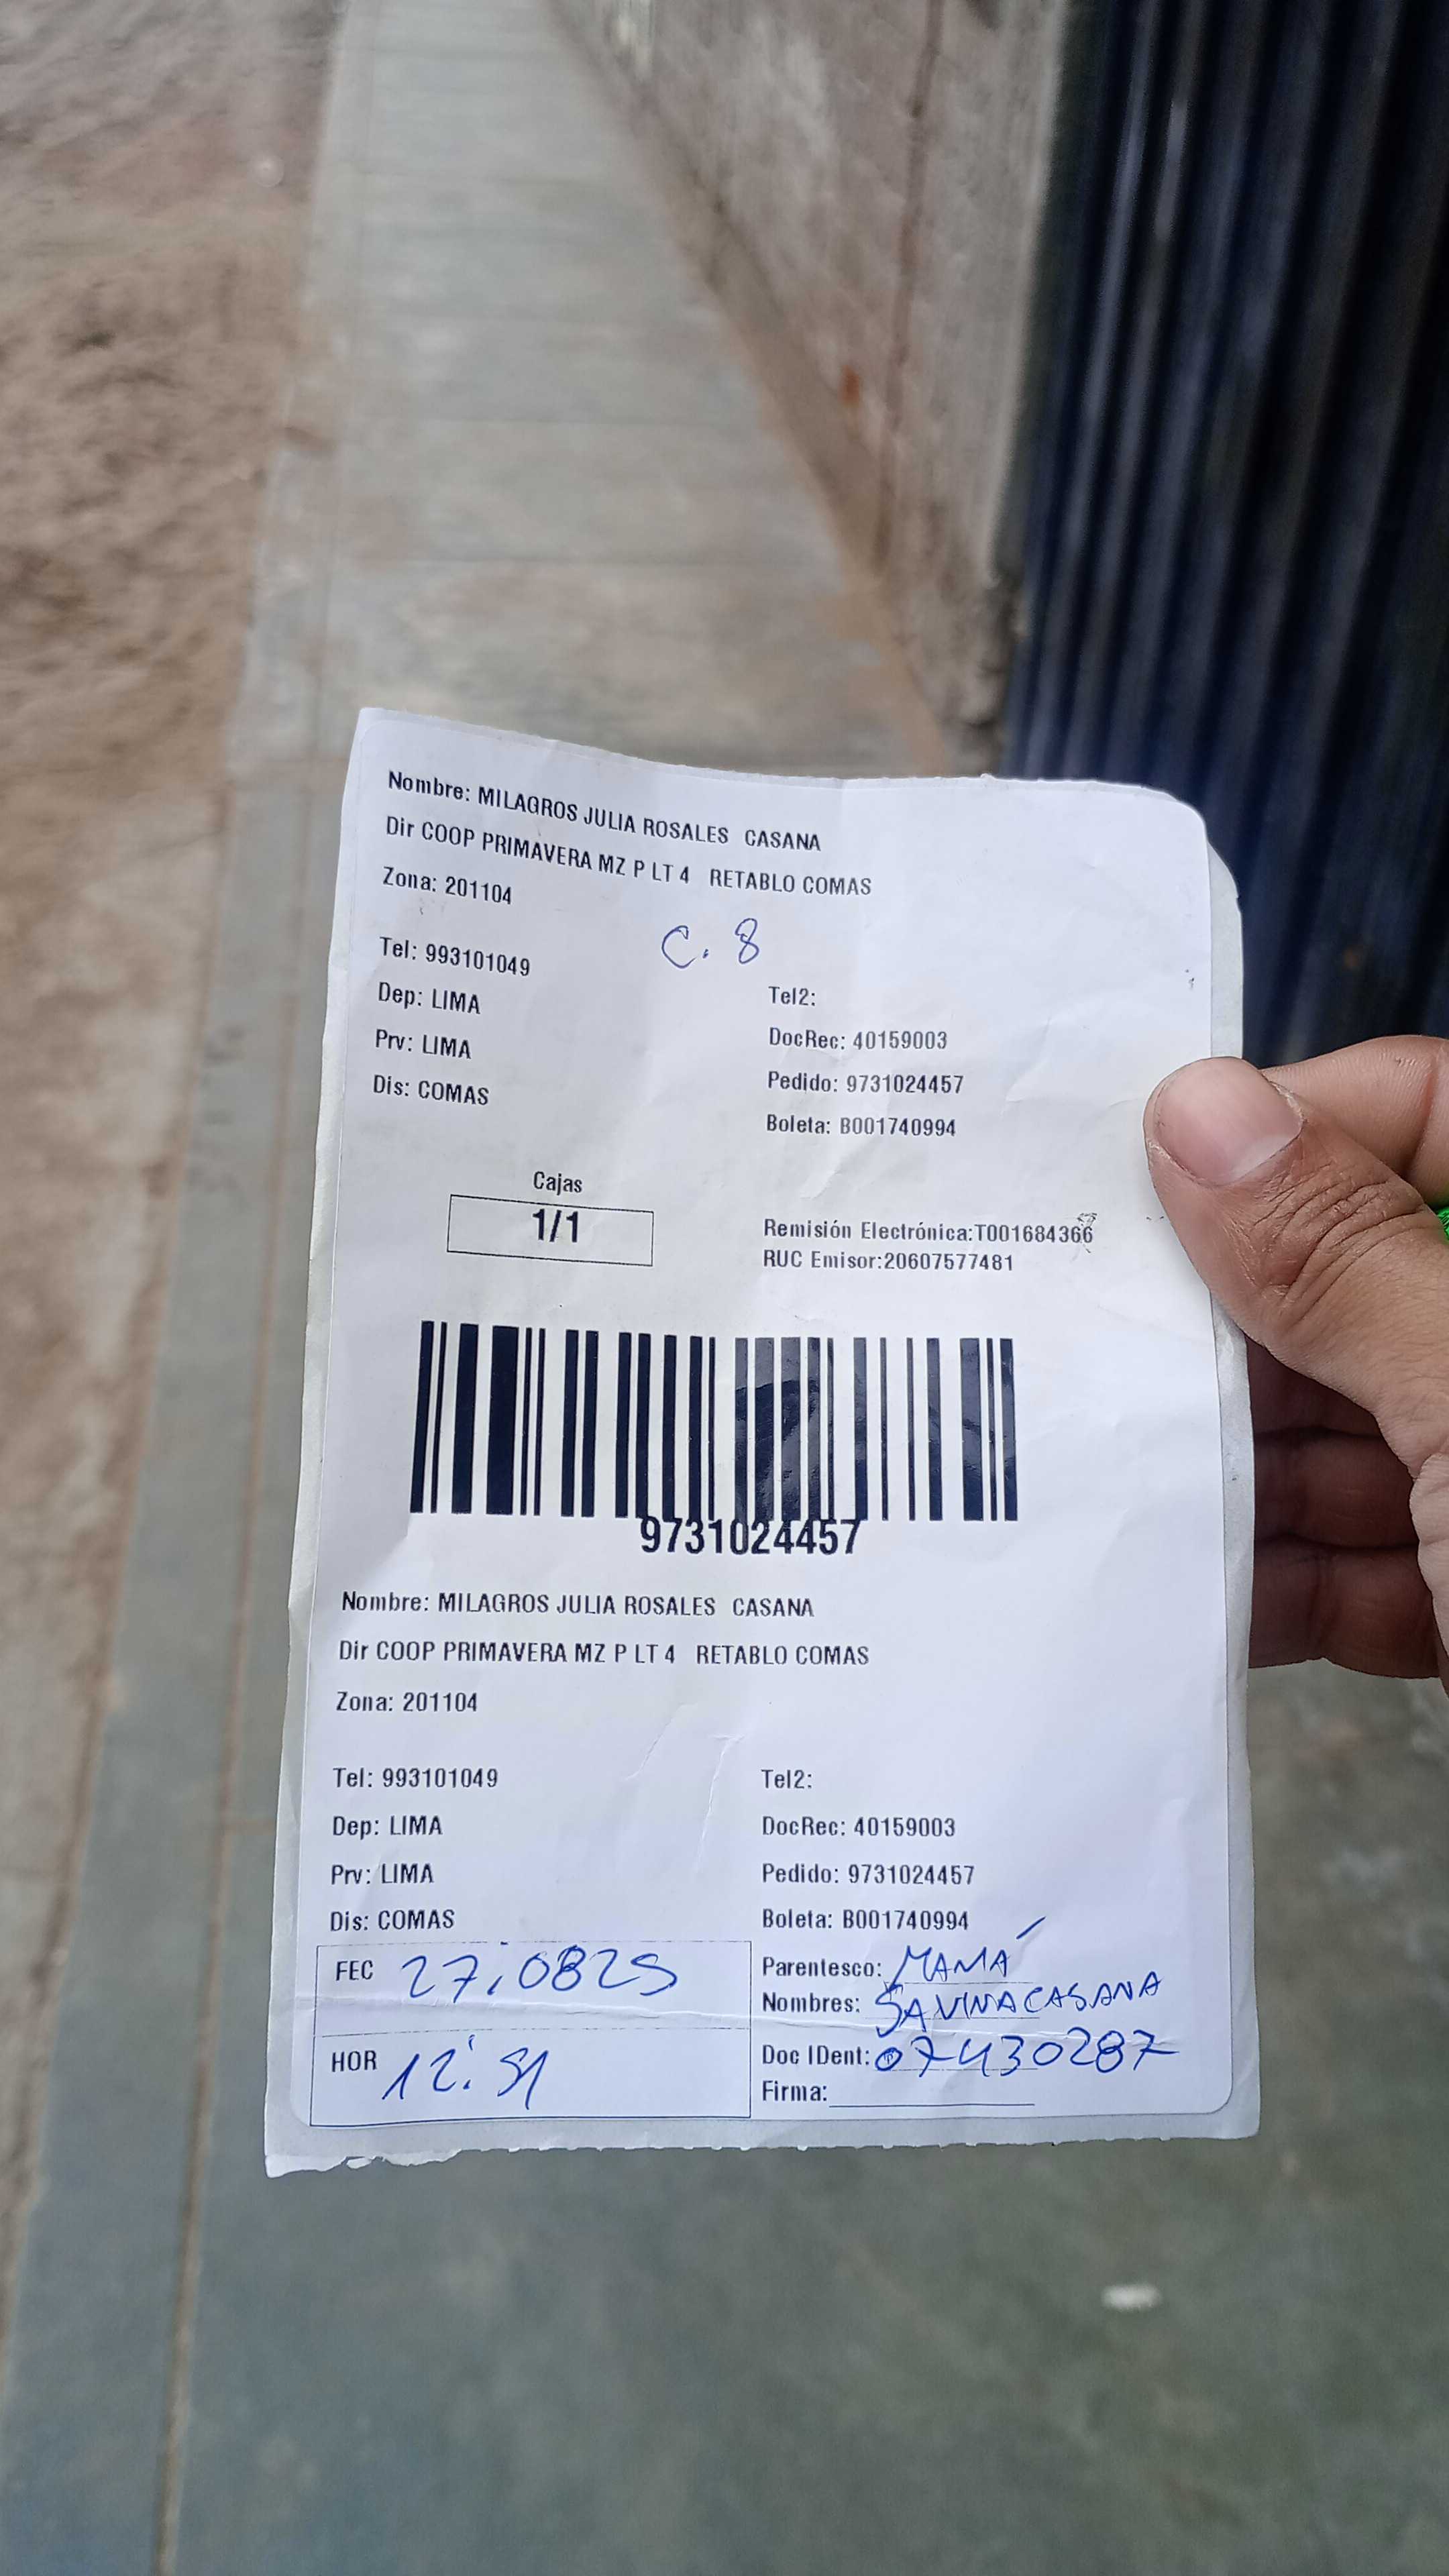 Nombre: MILAGROS JULIA ROSALES CASANA
Dir COOP PRIMAVERA MZ P LT 4 RETABLO COMAS
Zona: 201104
C. 8
Tel: 993101049
Tel2:
Dep: LIMA
DocRec: 40159003
Prv: LIMA
Pedido: 9731024457
Dis: COMAS
Boleta: B001740994
Cajas
1/1
Remisión Electrónica:T001684366
RUC Emisor:20607577481
9731024457
Nombre: MILAGROS JULIA ROSALES CASANA
Dir COOP PRIMAVERA MZ P LT 4 RETABLO COMAS
Zona: 201104
Tel: 993101049
Tel2:
Dep: LIMA
DocRec: 40159003
Prv: LIMA
Pedido: 9731024457
Dis: COMAS
Boleta: B001740994
FEC 27.0825
Parentesco: MAMÁ
Nombres: SAVINA CASANA
HOR 12:51
Doc IDent: 07430287
Firma: